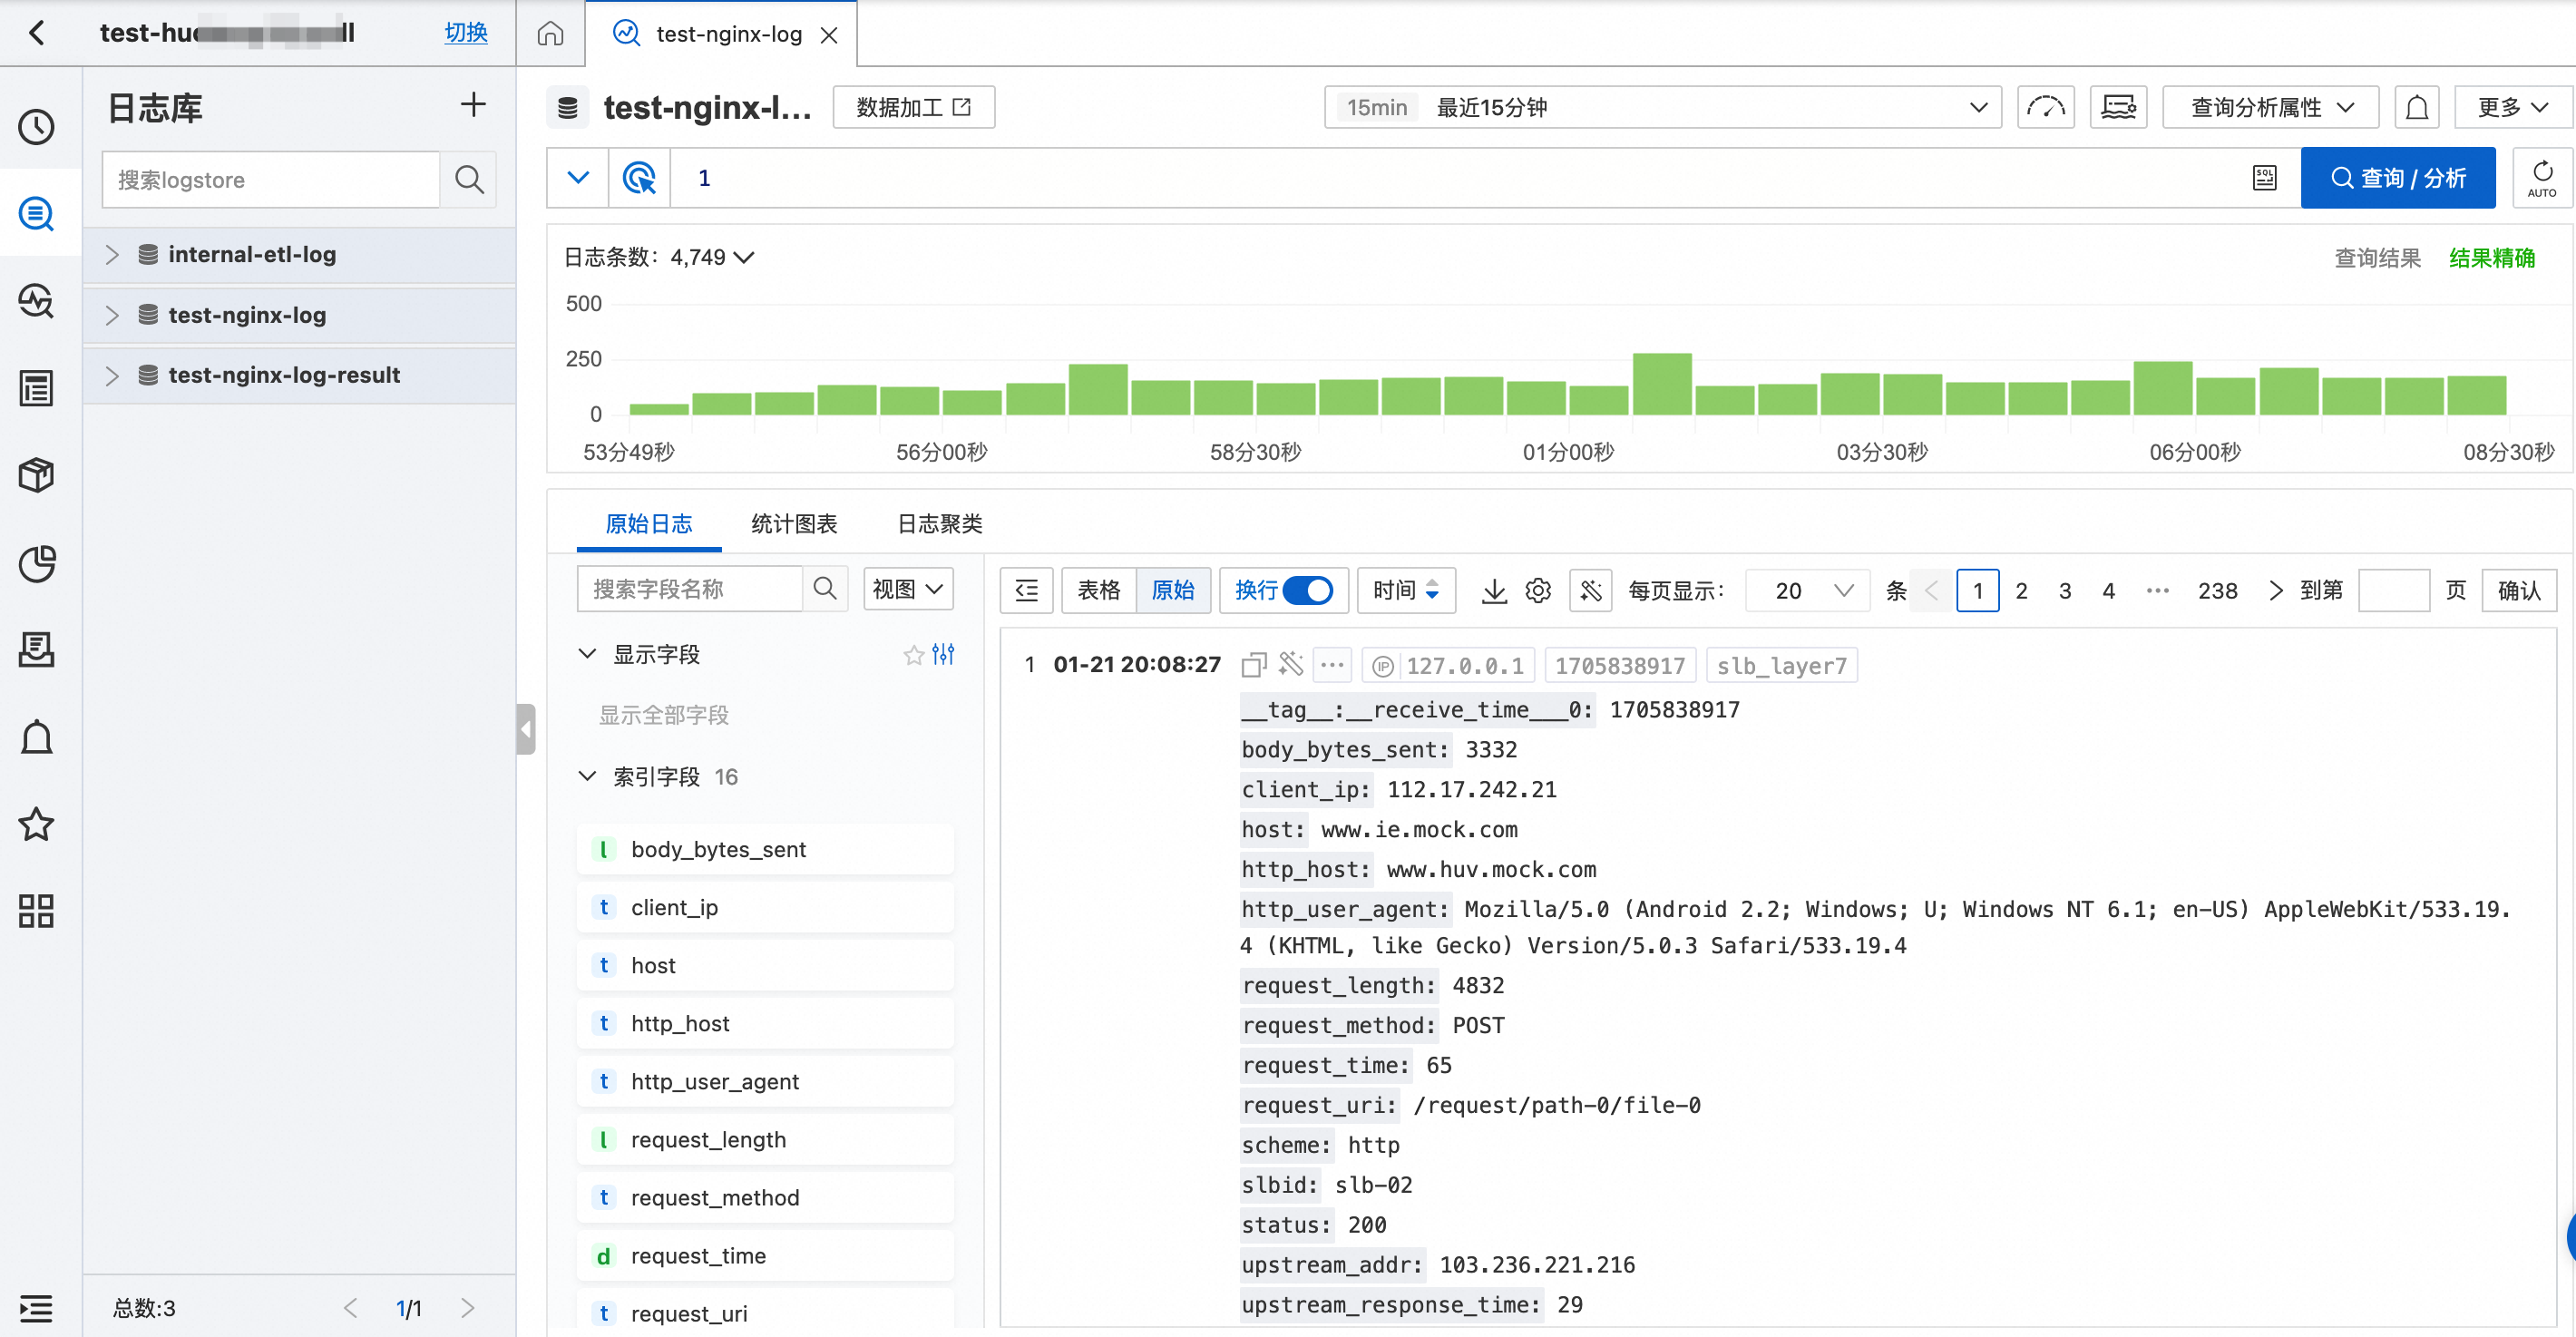 切换
test-nginx-log
日志库
搜索logstore
internal-etl-log
test-nginx-log
test-nginx-log-result
总数:3
1/1
test-nginx-l...
数据加工
15min 最近15分钟
查询分析属性
更多
1
SQL
查询 / 分析
AUTO
日志条数: 4,749
查询结果 结果精确
500
250
0
53分49秒 56分00秒 58分30秒 01分00秒 03分30秒 06分00秒 08分30秒
原始日志 统计图表 日志聚类
搜索字段名称
视图
显示字段
显示全部字段
索引字段 16
l body_bytes_sent
t client_ip
t host
t http_host
t http_user_agent
l request_length
t request_method
d request_time
t request_uri
表格 原始 换行 时间 每页显示: 20 条 1 2 3 4 ··· 238 到第 页 确认
1 01-21 20:08:27 ··· IP 127.0.0.1 1705838917 slb_layer7
__tag__:__receive_time___0: 1705838917
body_bytes_sent: 3332
client_ip: 112.17.242.21
host: www.ie.mock.com
http_host: www.huv.mock.com
http_user_agent: Mozilla/5.0 (Android 2.2; Windows; U; Windows NT 6.1; en-US) AppleWebKit/533.19.
4 (KHTML, like Gecko) Version/5.0.3 Safari/533.19.4
request_length: 4832
request_method: POST
request_time: 65
request_uri: /request/path-0/file-0
scheme: http
slbid: slb-02
status: 200
upstream_addr: 103.236.221.216
upstream_response_time: 29